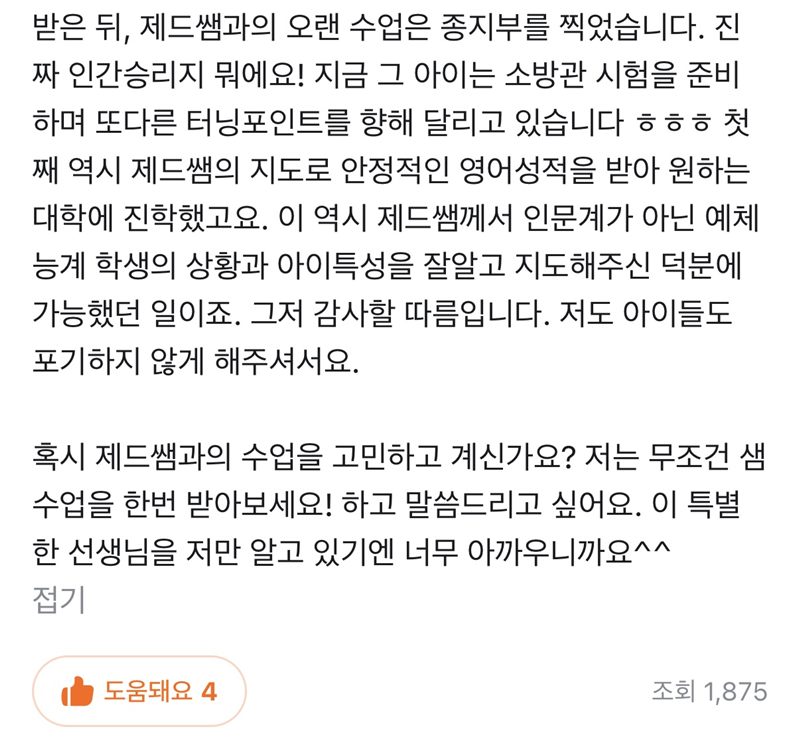 받은 뒤, 제드쌤과의 오랜 수업은 종지부를 찍었습니다. 진
짜 인간승리지 뭐에요! 지금 그 아이는 소방관 시험을 준비
하며 또다른 터닝포인트를 향해 달리고 있습니다 ㅎㅎㅎ 첫
째 역시 제드쌤의 지도로 안정적인 영어성적을 받아 원하는
대학에 진학했고요. 이 역시 제드쌤께서 인문계가 아닌 예체
능계 학생의 상황과 아이특성을 잘알고 지도해주신 덕분에
가능했던 일이죠. 그저 감사할 따름입니다. 저도 아이들도
포기하지 않게 해주셔서요.
혹시 제드쌤과의 수업을 고민하고 계신가요? 저는 무조건 샘
수업을 한번 받아보세요! 하고 말씀드리고 싶어요. 이 특별
한 선생님을 저만 알고 있기엔 너무 아까우니까요^^
접기
도움돼요 4
조회 1,875